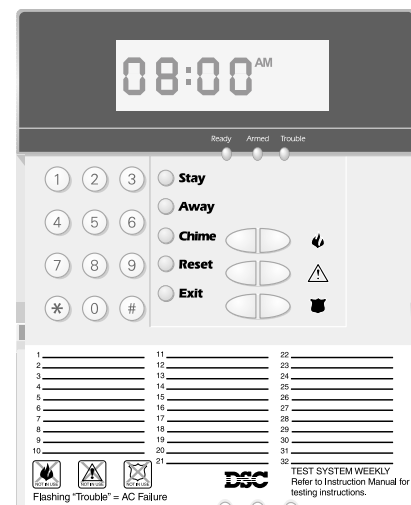 08:00 AM
Ready Armed Trouble
1 2 3 Stay
Away
4 5 6
Chime
7 8 9 Reset
Exit
* 0 #
1 11 22
2 12 23
3 13 24
4 14 25
5 15 26
6 16 27
7 17 28
8 18 29
9 19 30
10 20 31
21 32
NOT IN USE NOT IN USE NOT IN USE
DSC
TEST SYSTEM WEEKLY
Refer to Instruction Manual for
testing instructions.
Flashing "Trouble" = AC Failure